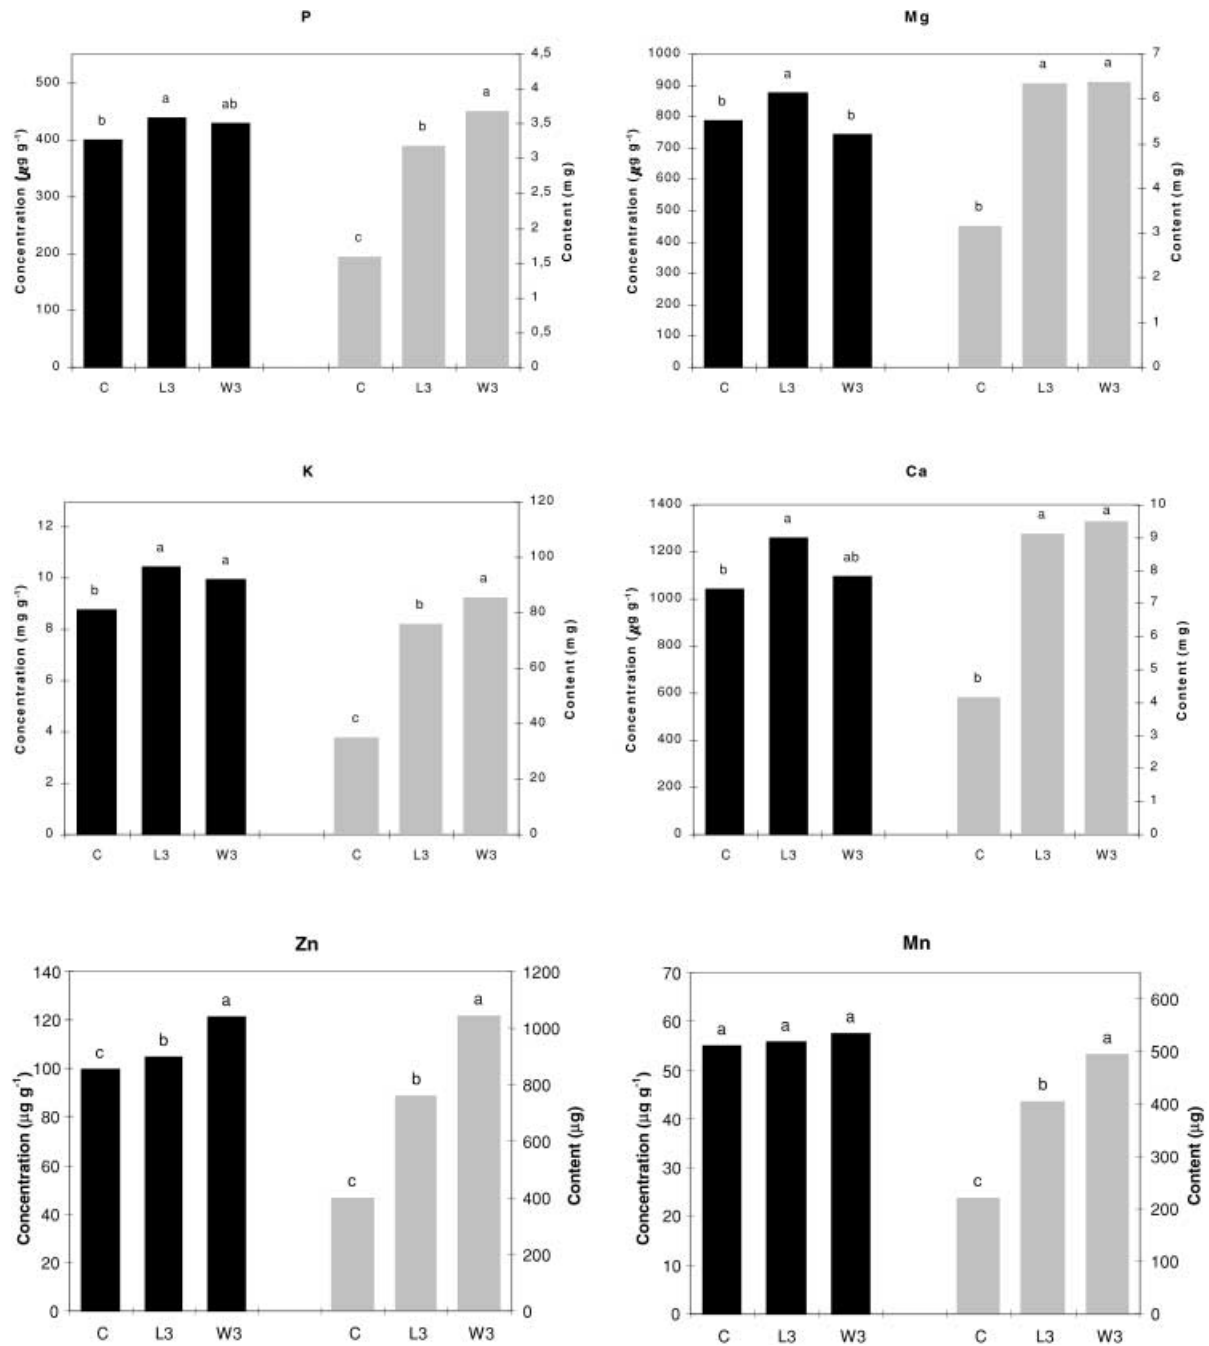 P
Concentration (µg g-1)
500
400
300
200
100
0
b
a
ab
c
b
a
4,5
4
3,5
3
2,5
2
1,5
1
0,5
0
Content (mg)
C L3 W3 C L3 W3
Mg
Concentration (µg g-1)
1000
900
800
700
600
500
400
300
200
100
0
b
a
b
b
a
a
7
6
5
4
3
2
1
0
Content (mg)
C L3 W3 C L3 W3
K
Concentration (mg g-1)
12
10
8
6
4
2
0
b
a
a
c
b
a
120
100
80
60
40
20
0
Content (mg)
C L3 W3 C L3 W3
Ca
Concentration (µg g-1)
1400
1200
1000
800
600
400
200
0
b
a
ab
b
a
a
10
9
8
7
6
5
4
3
2
1
0
Content (mg)
C L3 W3 C L3 W3
Zn
Concentration (µg g-1)
140
120
100
80
60
40
20
0
c
b
a
c
b
a
1200
1000
800
600
400
200
0
Content (µg)
C L3 W3 C L3 W3
Mn
Concentration (µg g-1)
70
60
50
40
30
20
10
0
a
a
a
c
b
a
600
500
400
300
200
100
0
Content (µg)
C L3 W3 C L3 W3